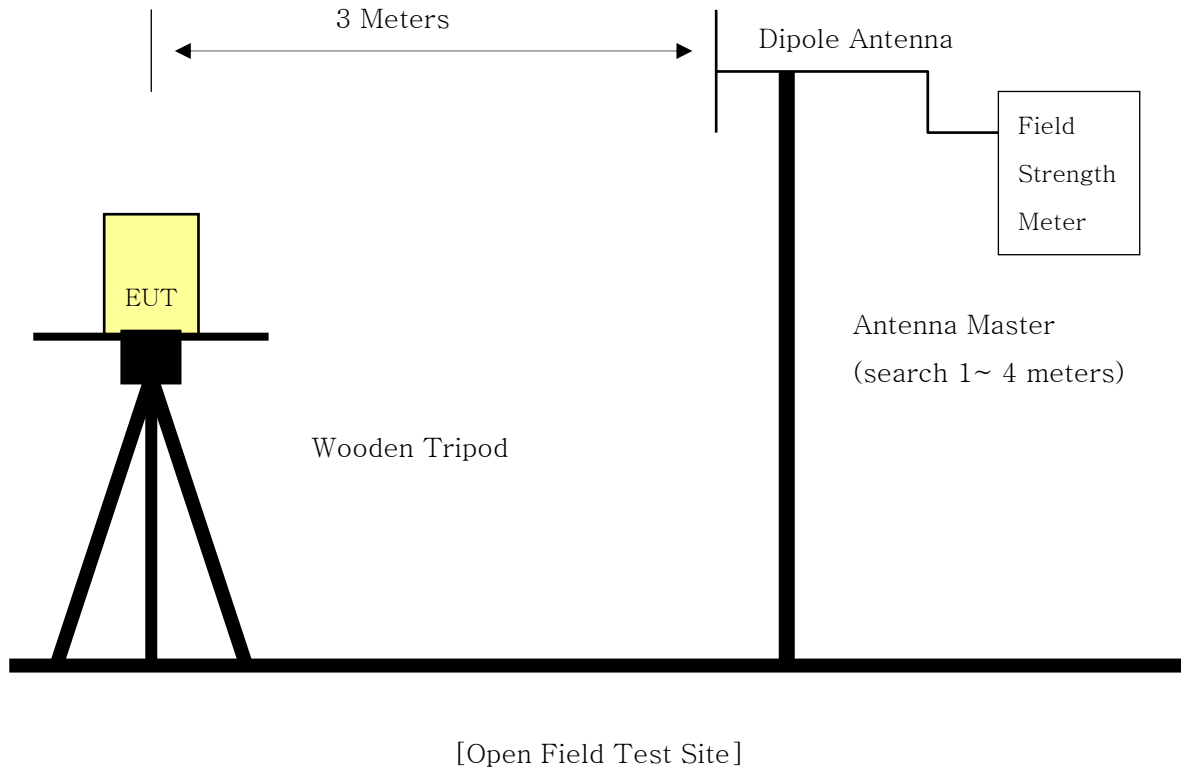 3 Meters
Dipole Antenna
Field
Strength
Meter
EUT
Antenna Master
(search 1~ 4 meters)
Wooden Tripod
[Open Field Test Site]